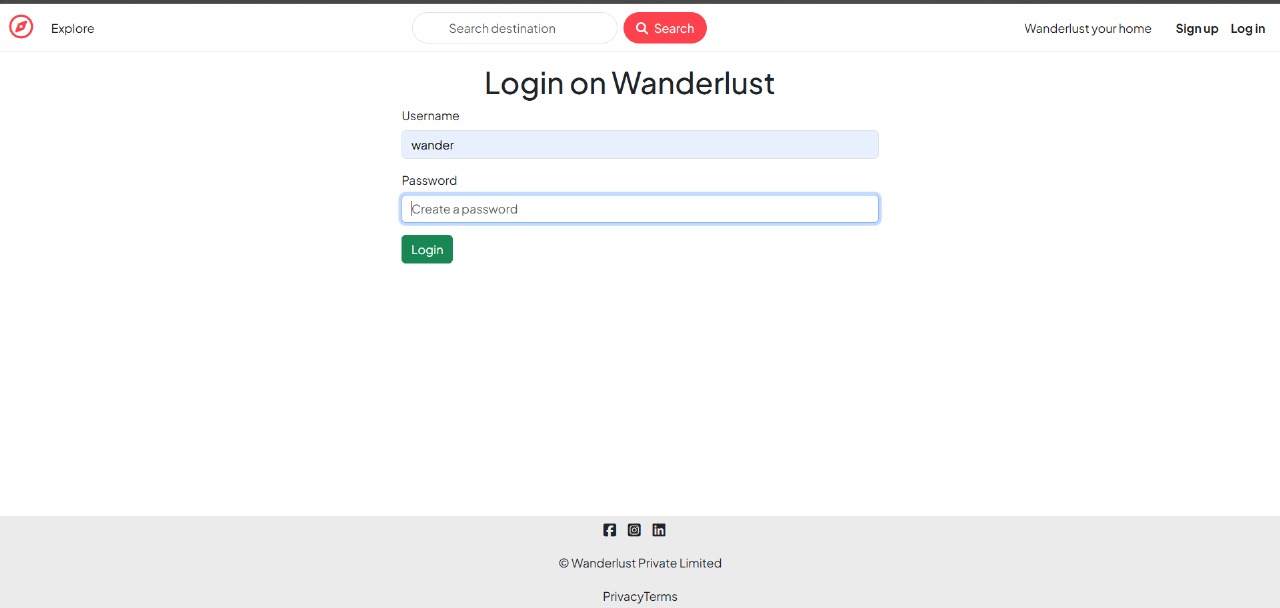 Explore Search destination Search Wanderlust your home Sign up Log in
Login on Wanderlust
Username
wander
Password
Create a password
Login
© Wanderlust Private Limited
PrivacyTerms